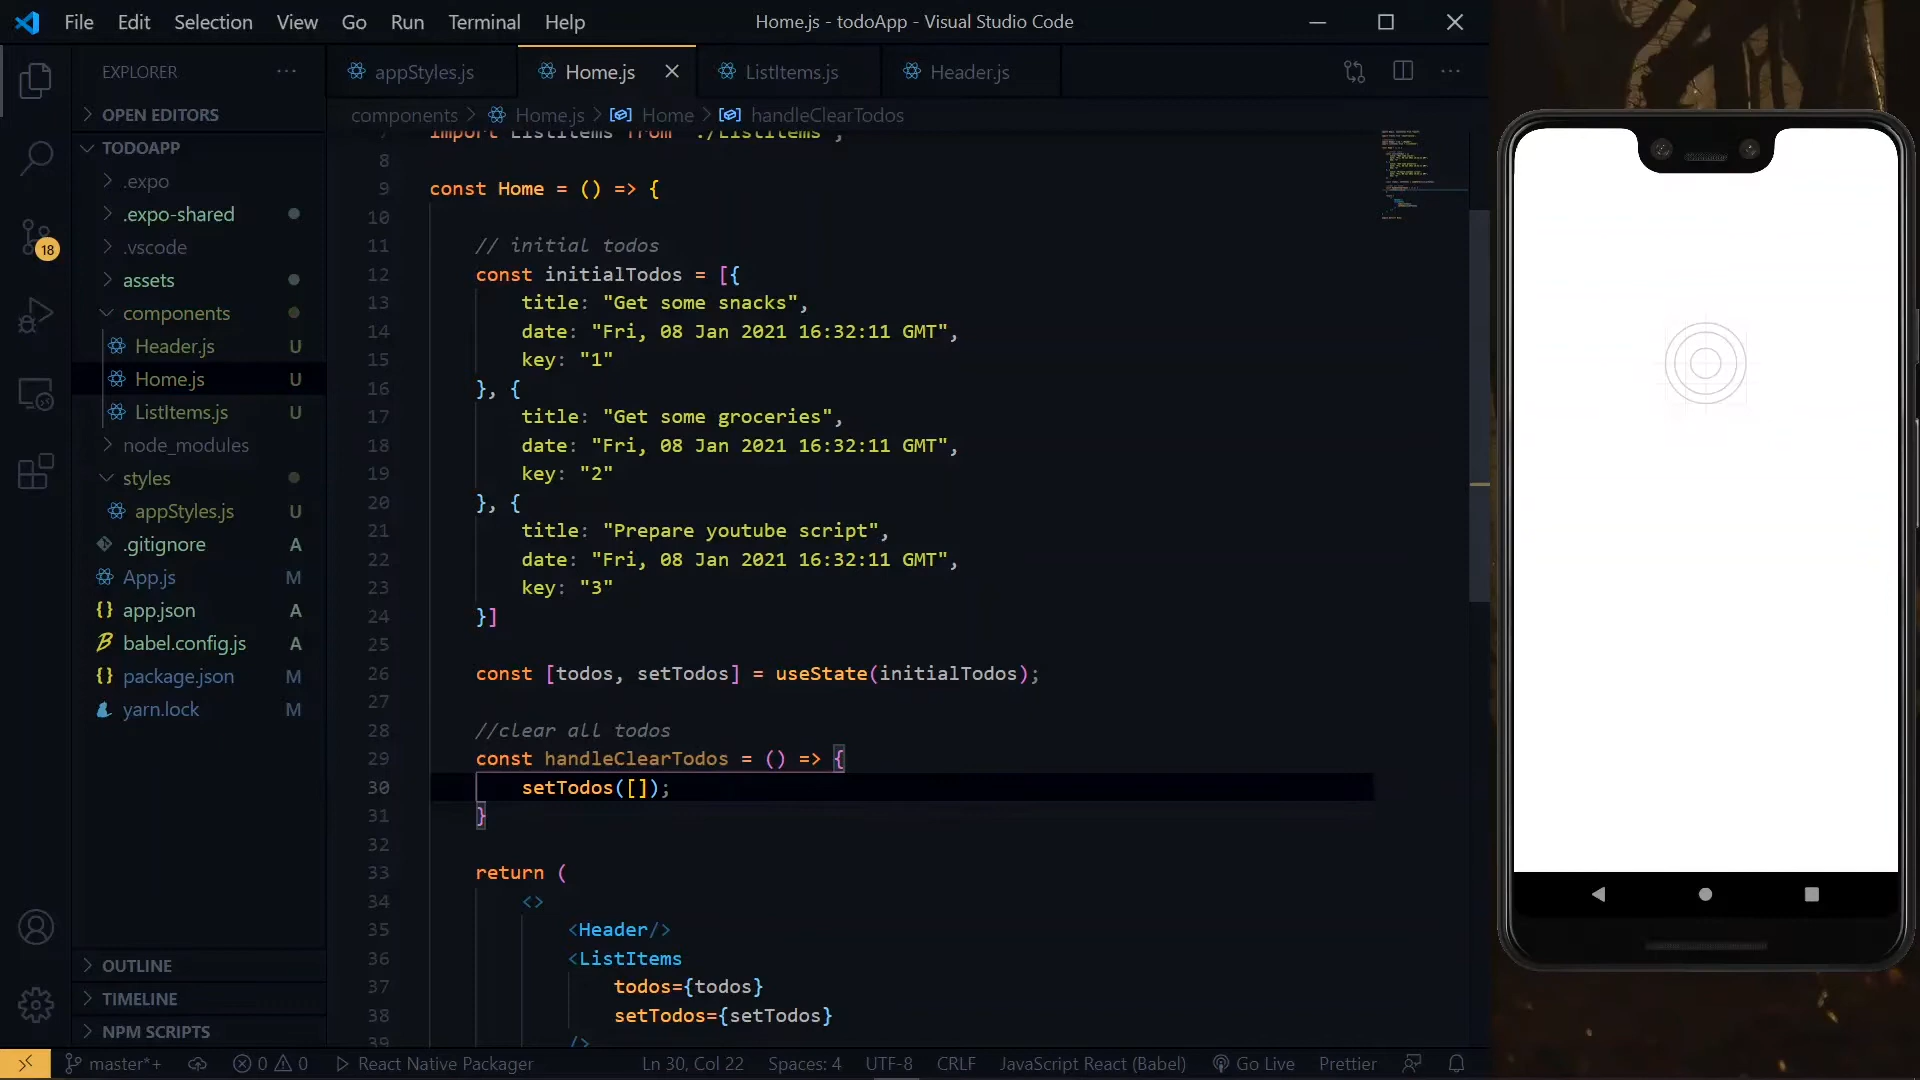 File Edit Selection View Go Run Terminal Help
Home.js - todoApp - Visual Studio Code
EXPLORER
appStyles.js
Home.js
ListItems.js
Header.js
OPEN EDITORS
components > Home.js > Home > handleClearTodos
TODOAPP
.expo
.expo-shared
.vscode
18
assets
components
Header.js U
Home.js U
ListItems.js U
node_modules
styles
appStyles.js U
.gitignore A
App.js M
app.json A
babel.config.js A
package.json M
yarn.lock M
OUTLINE
TIMELINE
NPM SCRIPTS
import ListItems from './ListItems';
8
9 const Home = () => {
10
11 // initial todos
12 const initialTodos = [{
13 title: "Get some snacks",
14 date: "Fri, 08 Jan 2021 16:32:11 GMT",
15 key: "1"
16 }, {
17 title: "Get some groceries",
18 date: "Fri, 08 Jan 2021 16:32:11 GMT",
19 key: "2"
20 }, {
21 title: "Prepare youtube script",
22 date: "Fri, 08 Jan 2021 16:32:11 GMT",
23 key: "3"
24 }]
25
26 const [todos, setTodos] = useState(initialTodos);
27
28 //clear all todos
29 const handleClearTodos = () => {
30 setTodos([]);
31 }
32
33 return (
34 <>
35 <Header/>
36 <ListItems
37 todos={todos}
38 setTodos={setTodos}
39 />
master*+ 0 0 React Native Packager Ln 30, Col 22 Spaces: 4 UTF-8 CRLF JavaScript React (Babel) Go Live Prettier